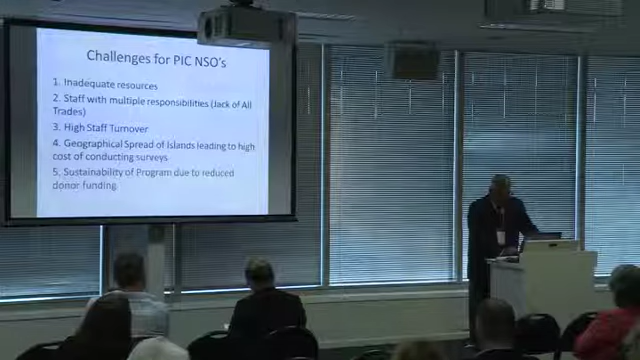 Challenges for PIC NSO's
1. Inadequate resources
2. Staff with multiple responsibilities (Jack of All
Trades)
3. High Staff Turnover
4. Geographical Spread of Islands leading to high
cost of conducting surveys
5. Sustainability of Program due to reduced
donor funding.